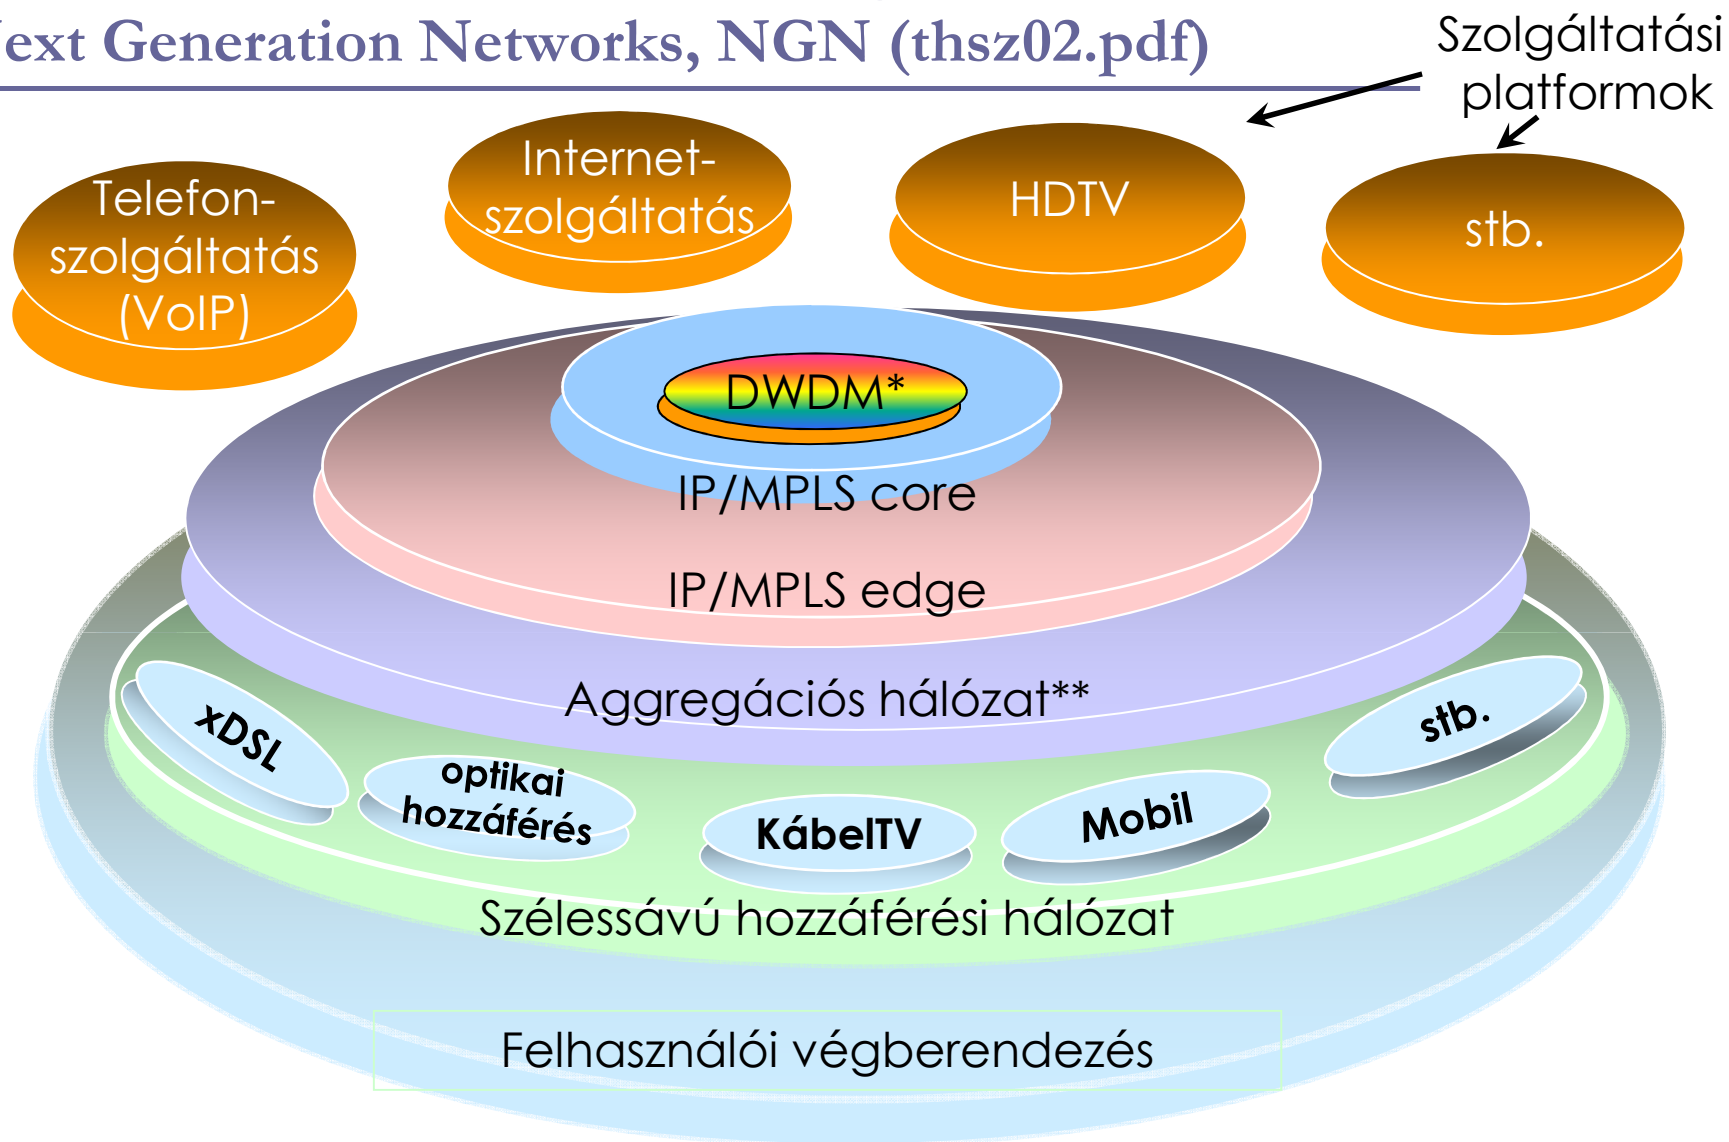 ext Generation Networks, NGN (thsz02.pdf)
Szolgáltatási
platformok
Telefon-
szolgáltatás
(VoIP)
Internet-
szolgáltatás
HDTV
stb.
DWDM*
IP/MPLS core
IP/MPLS edge
Aggregációs hálózat**
xDSL
optikai
hozzáférés
KábelTV
Mobil
stb.
Szélessávú hozzáférési hálózat
Felhasználói végberendezés